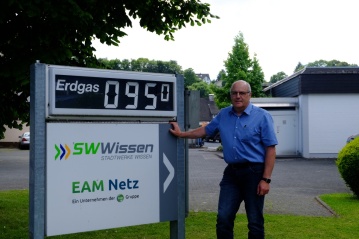 Erdgas 0950
SWWissen
STADTWERKE WISSEN
EAM Netz
Ein Unternehmen der Gruppe